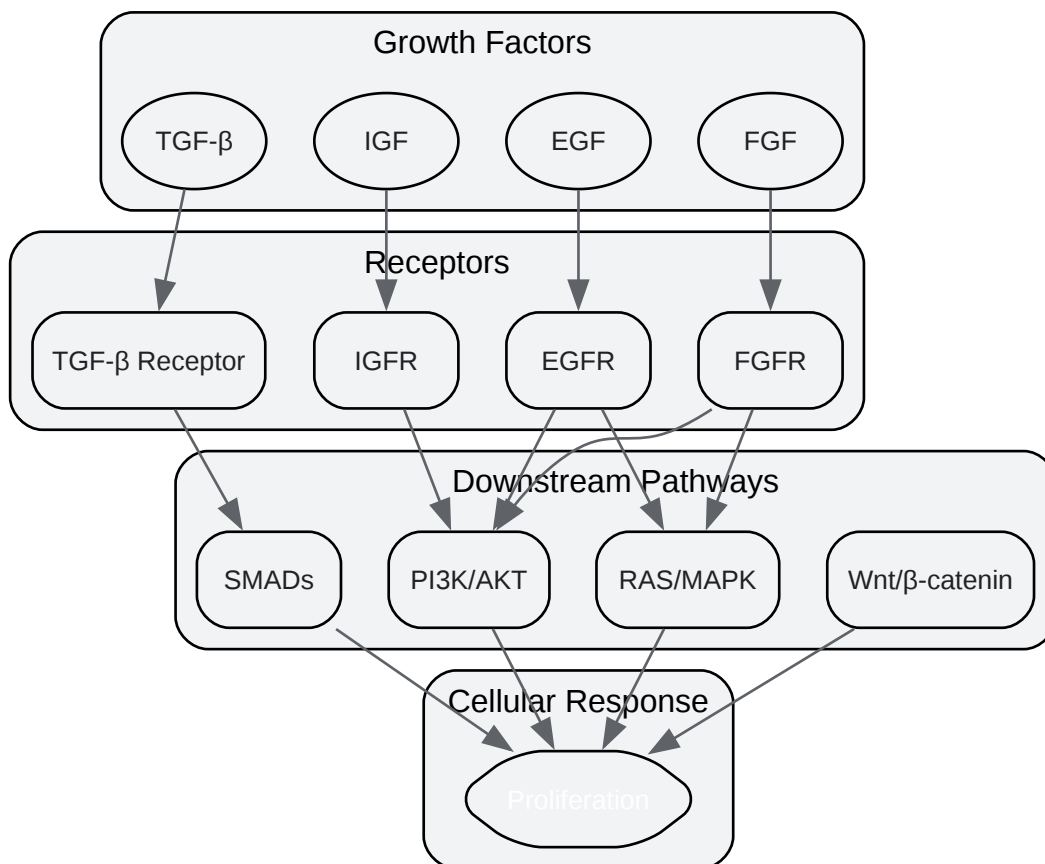 Growth Factors
TGF-β
IGF
EGF
FGF
Receptors
TGF-β Receptor
IGFR
EGFR
FGFR
Downstream Pathways
SMADs
PI3K/AKT
RAS/MAPK
Wnt/β-catenin
Cellular Response
Proliferation